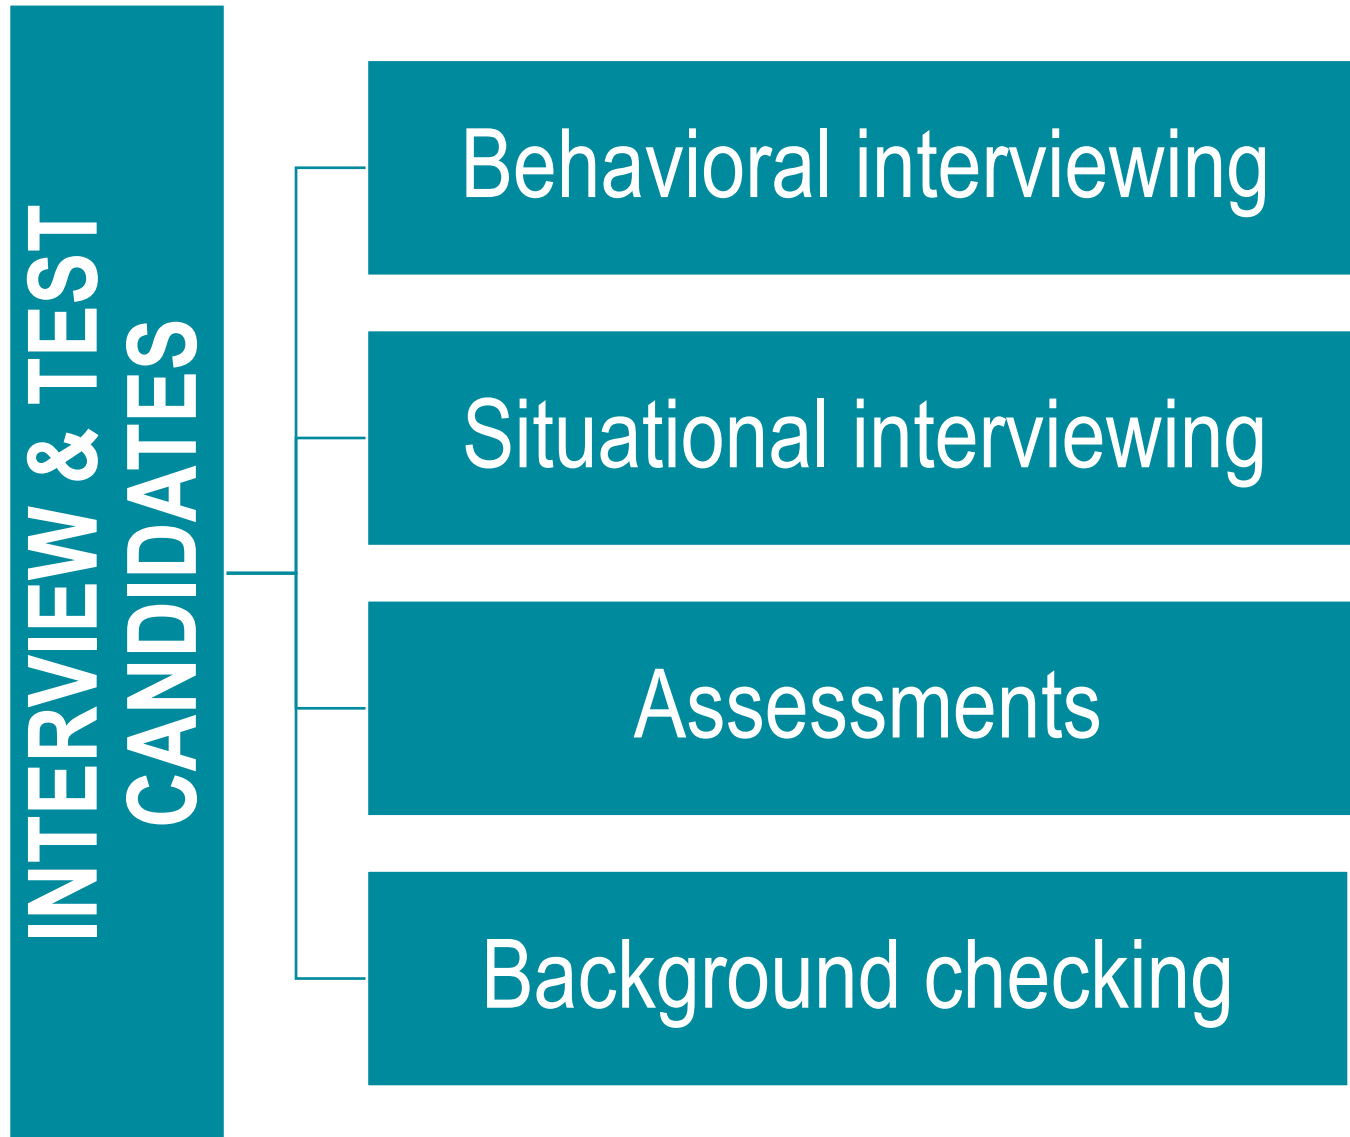 INTERVIEW & TEST
CANDIDATES
Behavioral interviewing
Situational interviewing
Assessments
Background checking